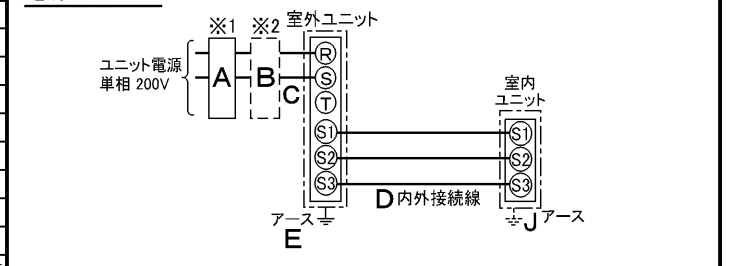 ※1 ※2 室外ユニット
ユニット電源
単相 200V
A
B
C
R
S
T
S1
S2
S3
室内
ユニット
S1
S2
S3
D 内外接続線
アース
E
J アース